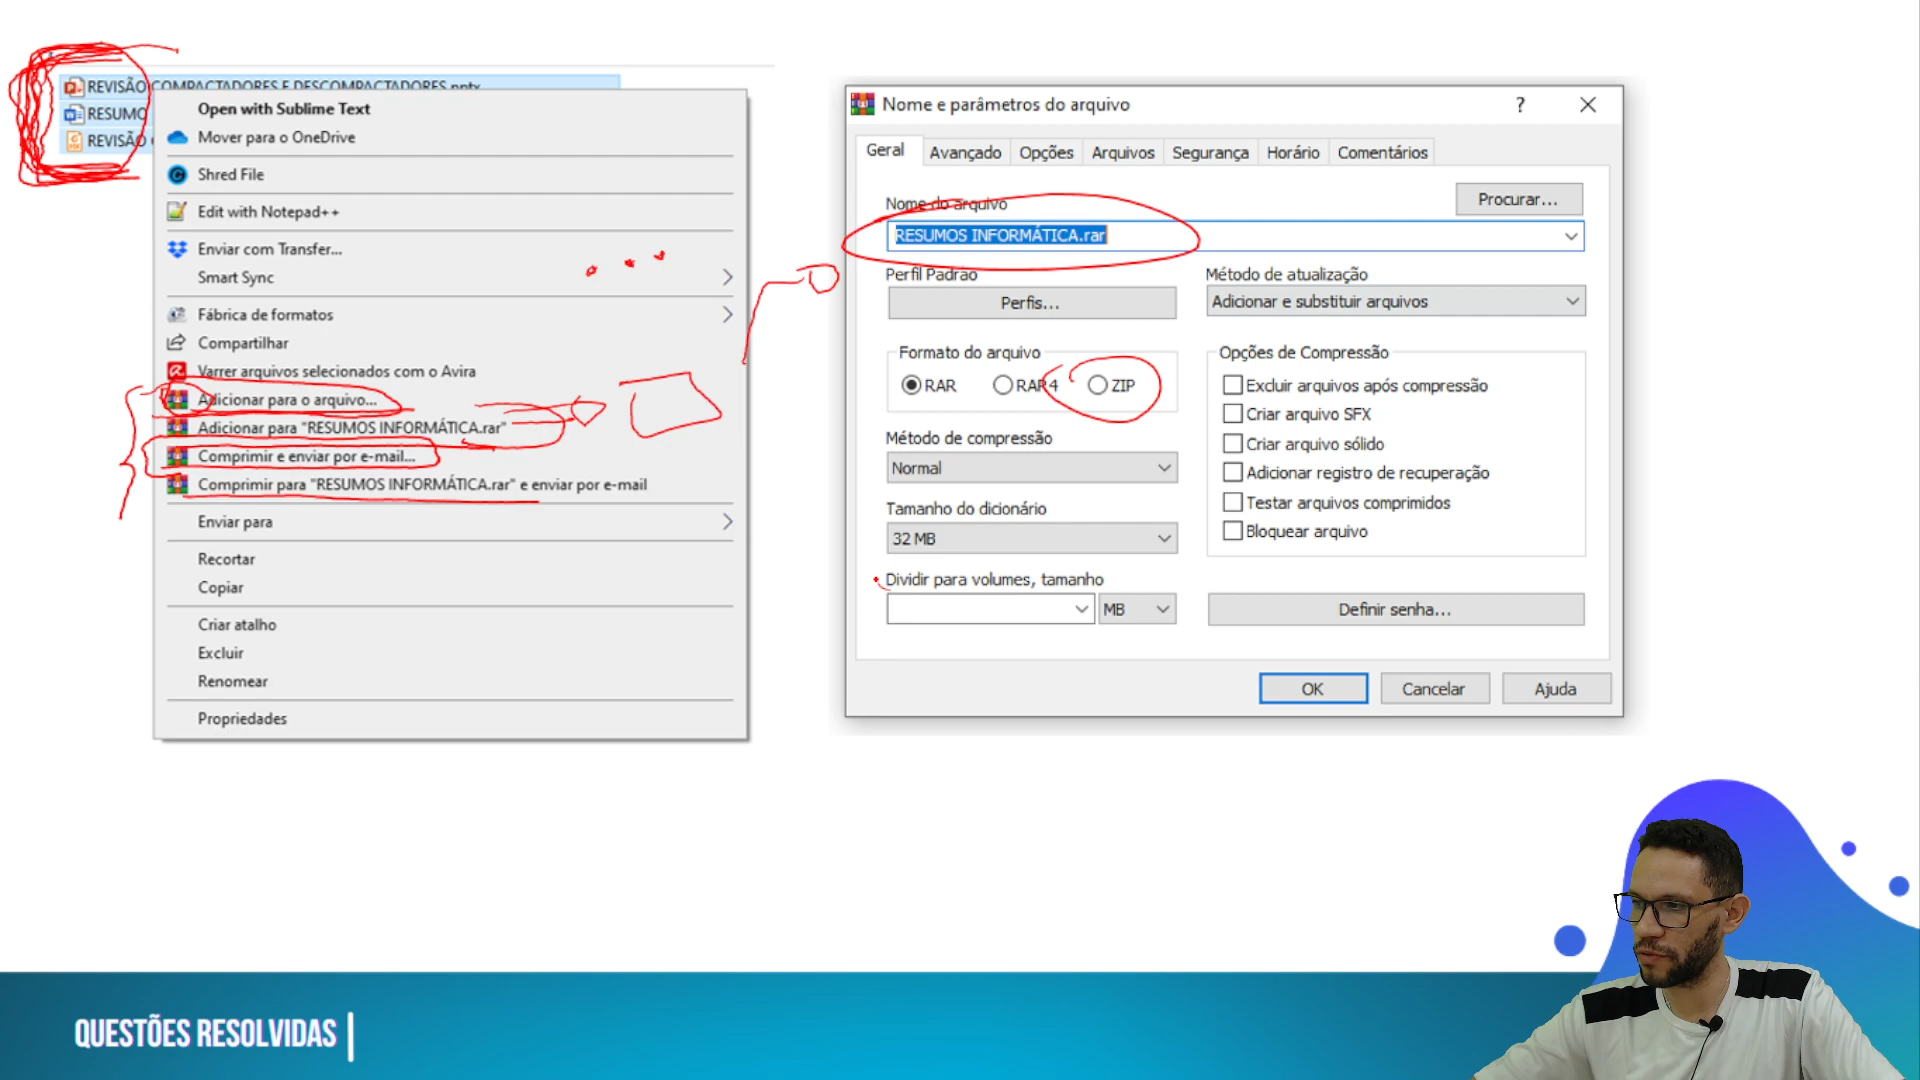 REVISÃO COMPACTADORES E DESCOMPACTADORES.pptx
RESUMO
REVISÃO
Open with Sublime Text
Mover para o OneDrive
Shred File
Edit with Notepad++
Enviar com Transfer...
Smart Sync
Fábrica de formatos
Compartilhar
Varrer arquivos selecionados com o Avira
Adicionar para o arquivo...
Adicionar para "RESUMOS INFORMÁTICA.rar"
Comprimir e enviar por e-mail...
Comprimir para "RESUMOS INFORMÁTICA.rar" e enviar por e-mail
Enviar para
Recortar
Copiar
Criar atalho
Excluir
Renomear
Propriedades
Nome e parâmetros do arquivo
Geral Avançado Opções Arquivos Segurança Horário Comentários
Nome do arquivo
Procurar...
RESUMOS INFORMÁTICA.rar
Perfil Padrão
Perfis...
Método de atualização
Adicionar e substituir arquivos
Formato do arquivo
RAR RAR4 ZIP
Método de compressão
Normal
Tamanho do dicionário
32 MB
Dividir para volumes, tamanho
MB
Opções de Compressão
Excluir arquivos após compressão
Criar arquivo SFX
Criar arquivo sólido
Adicionar registro de recuperação
Testar arquivos comprimidos
Bloquear arquivo
Definir senha...
OK Cancelar Ajuda
QUESTÕES RESOLVIDAS